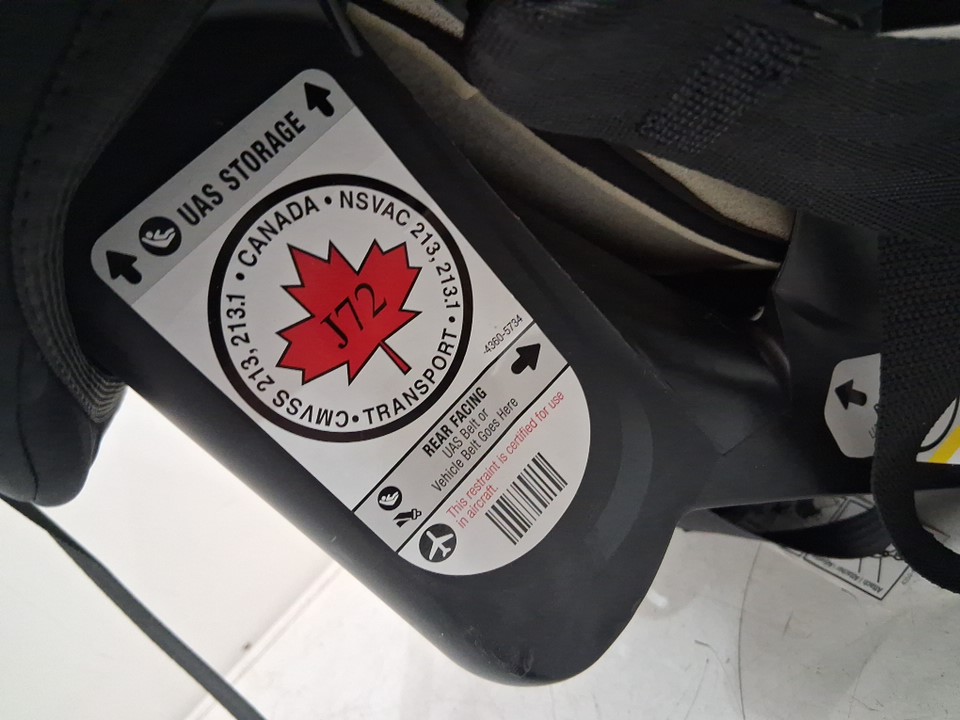 UAS STORAGE
• CANADA • NSVAC 213, 213.1
• TRANSPORT •
CMVSS 213, 213.1
J72
-4360-5734
REAR FACING
UAS Belt or
Vehicle Belt Goes Here
This restraint is certified for use
in aircraft.